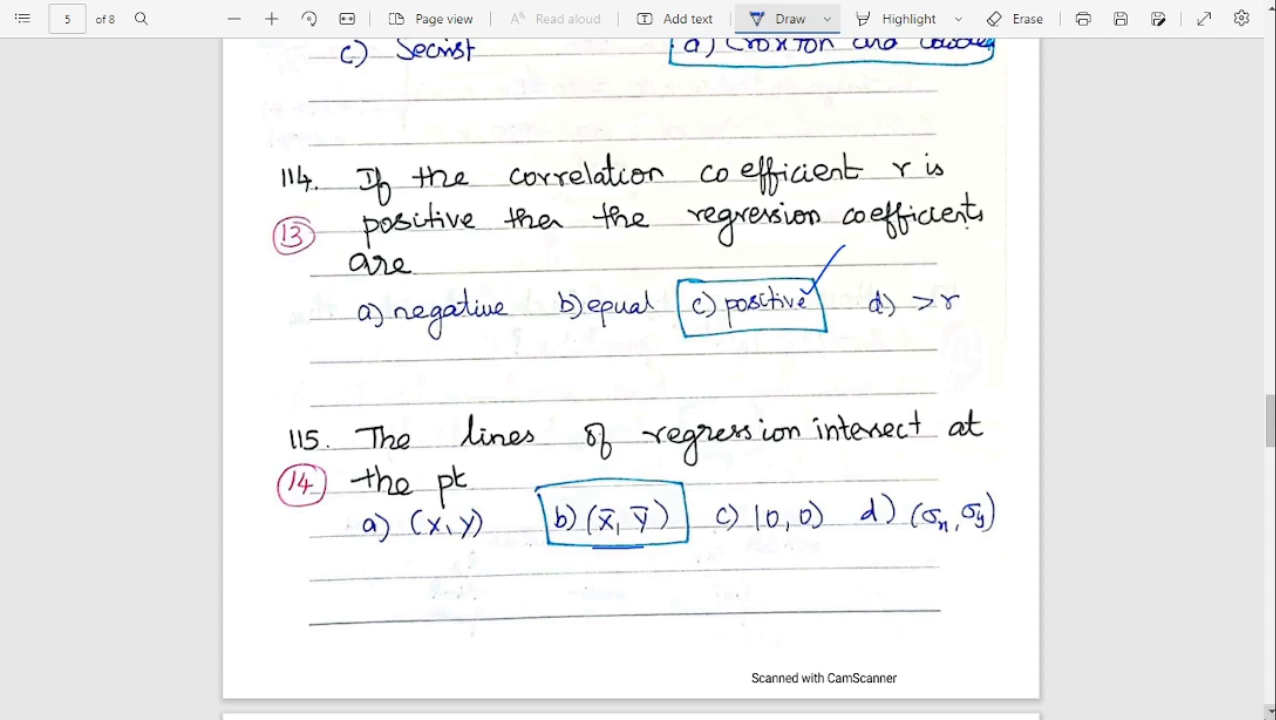 5 of 8 Page view Read aloud Add text Draw Highlight Erase
c) Secrist
114. If the correlation coefficient r is
13 positive then the regression coefficients
are
a) negative b) equal c) positive d) > r
115. The lines of regression intersect at
14 the pt
a) (x, y) b) (x̄, ȳ) c) (0, 0) d) (σn, σy)
Scanned with CamScanner